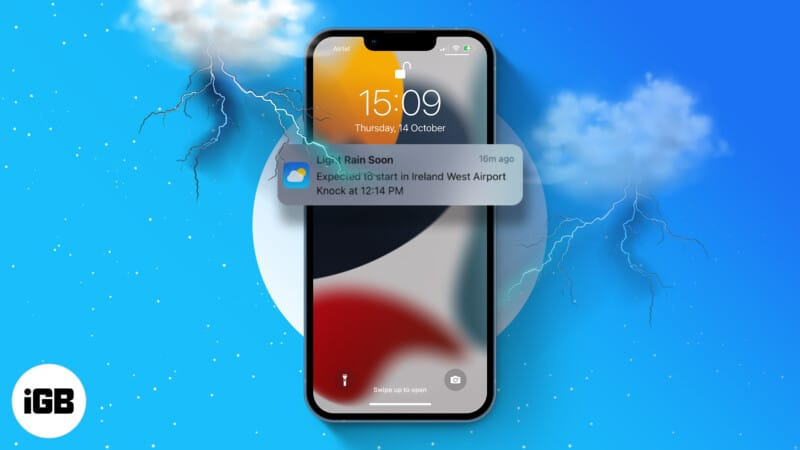 Airtel
15:09
Thursday, 14 October
Light Rain Soon 16m ago
Expected to start in Ireland West Airport
Knock at 12:14 PM
Swipe up to open
iGB